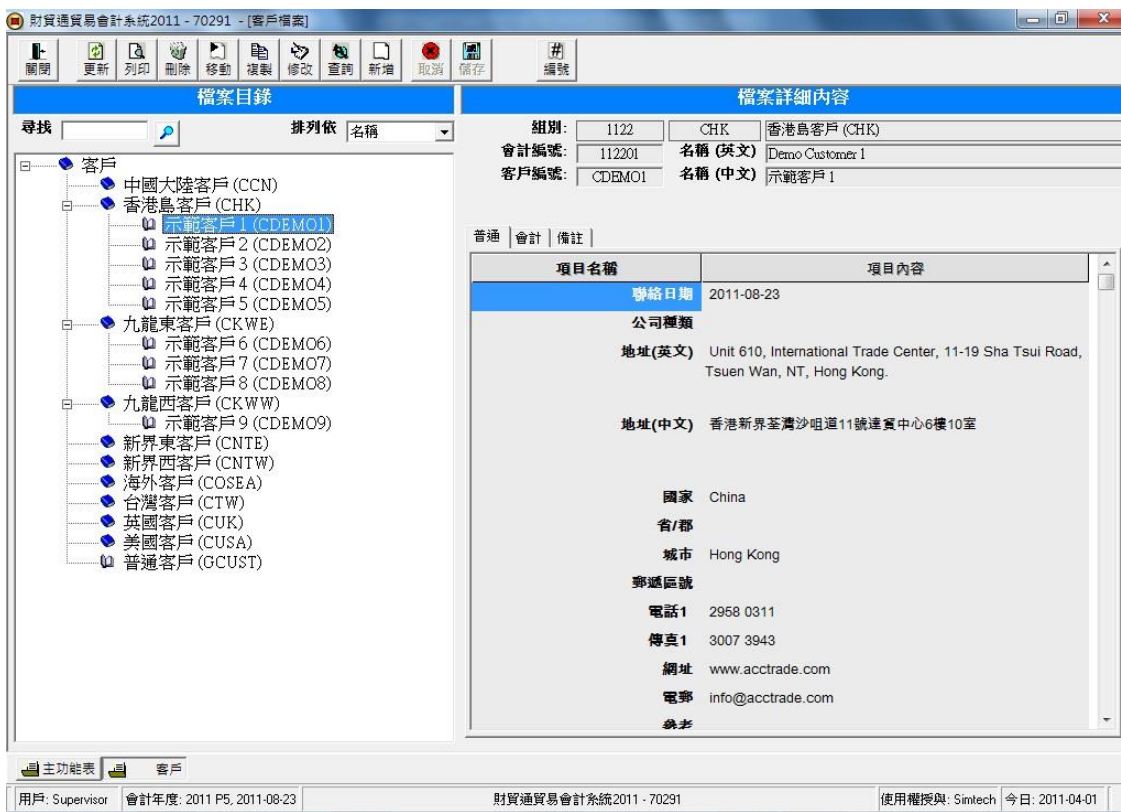 財貿通貿易會計系統2011 - 70291 - [客戶檔案]
關閉 更新 列印 刪除 移動 複製 修改 查詢 新增 取消 儲存 編號
檔案目錄
尋找 排列依 名稱
客戶
中國大陸客戶 (CCN)
香港島客戶 (CHK)
示範客戶 1 (CDEMO1)
示範客戶 2 (CDEMO2)
示範客戶 3 (CDEMO3)
示範客戶 4 (CDEMO4)
示範客戶 5 (CDEMO5)
九龍東客戶 (CKWE)
示範客戶 6 (CDEMO6)
示範客戶 7 (CDEMO7)
示範客戶 8 (CDEMO8)
九龍西客戶 (CKWW)
示範客戶 9 (CDEMO9)
新界東客戶 (CNTE)
新界西客戶 (CNTW)
海外客戶 (COSEA)
台灣客戶 (CTW)
英國客戶 (CUK)
美國客戶 (CUSA)
普通客戶 (GCUST)
檔案詳細內容
組別: 1122 CHK 香港島客戶 (CHK)
會計編號: 112201 名稱 (英文) Demo Customer 1
客戶編號: CDEMO1 名稱 (中文) 示範客戶 1
普通 會計 備註
項目名稱 項目內容
聯絡日期 2011-08-23
公司種類
地址(英文) Unit 610, International Trade Center, 11-19 Sha Tsui Road,
Tsuen Wan, NT, Hong Kong.
地址(中文) 香港新界荃灣沙咀道11號達貿中心6樓10室
國家 China
省/郡
城市 Hong Kong
郵遞區號
電話1 2958 0311
傳真1 3007 3943
網址 www.acctrade.com
電郵 info@acctrade.com
參考
主功能表 客戶
用戶: Supervisor 會計年度: 2011 P5, 2011-08-23 財貿通貿易會計系統2011 - 70291 使用權授與: Simtech 今日: 2011-04-01